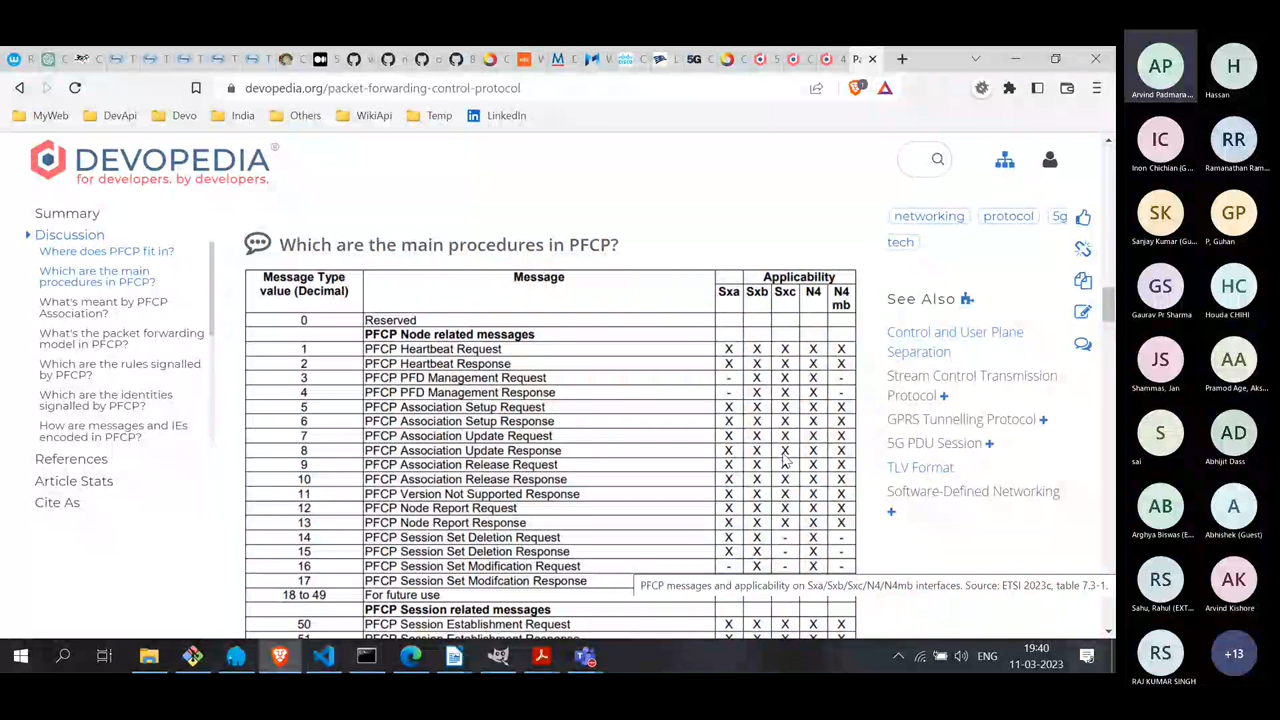 devopedia.org/packet-forwarding-control-protocol
MyWeb DevApi Devo India Others WikiApi Temp LinkedIn
DEVOPEDIA®
for developers. by developers.
Summary
Discussion
Where does PFCP fit in?
Which are the main
procedures in PFCP?
What's meant by PFCP
Association?
What's the packet forwarding
model in PFCP?
Which are the rules signalled
by PFCP?
Which are the identities
signalled by PFCP?
How are messages and IEs
encoded in PFCP?
References
Article Stats
Cite As
Which are the main procedures in PFCP?
Message Type value (Decimal) Message Applicability
Sxa Sxb Sxc N4 N4 mb
0 Reserved
PFCP Node related messages
1 PFCP Heartbeat Request X X X X X
2 PFCP Heartbeat Response X X X X X
3 PFCP PFD Management Request - X X X -
4 PFCP PFD Management Response - X X X -
5 PFCP Association Setup Request X X X X X
6 PFCP Association Setup Response X X X X X
7 PFCP Association Update Request X X X X X
8 PFCP Association Update Response X X X X X
9 PFCP Association Release Request X X X X X
10 PFCP Association Release Response X X X X X
11 PFCP Version Not Supported Response X X X X X
12 PFCP Node Report Request X X X X X
13 PFCP Node Report Response X X X X X
14 PFCP Session Set Deletion Request X X - X -
15 PFCP Session Set Deletion Response X X - X -
16 PFCP Session Set Modification Request - X - X -
17 PFCP Session Set Modifcation Response
18 to 49 For future use
PFCP Session related messages
50 PFCP Session Establishment Request X X X X X
51 PFCP Session Establishment Response
PFCP messages and applicability on Sxa/Sxb/Sxc/N4/N4mb interfaces. Source: ETSI 2023c, table 7.3-1.
networking protocol 5g
tech
See Also
Control and User Plane
Separation
Stream Control Transmission
Protocol +
GPRS Tunnelling Protocol +
5G PDU Session +
TLV Format
Software-Defined Networking
+
ENG
19:40
11-03-2023
AP H
Arvind Padmana... Hassan
IC RR
Inon Chichian (G... Ramanathan Ram...
SK GP
Sanjay Kumar (Gu... P, Guhan
GS HC
Gaurav Pr Sharma Houda CHIHI
JS AA
Shammas, Jan Pramod Age, Aks...
S AD
sai Abhijit Dass
AB A
Arghya Biswas (E... Abhishek (Guest)
RS AK
Sahu, Rahul (EXT... Arvind Kishore
RS +13
RAJ KUMAR SINGH